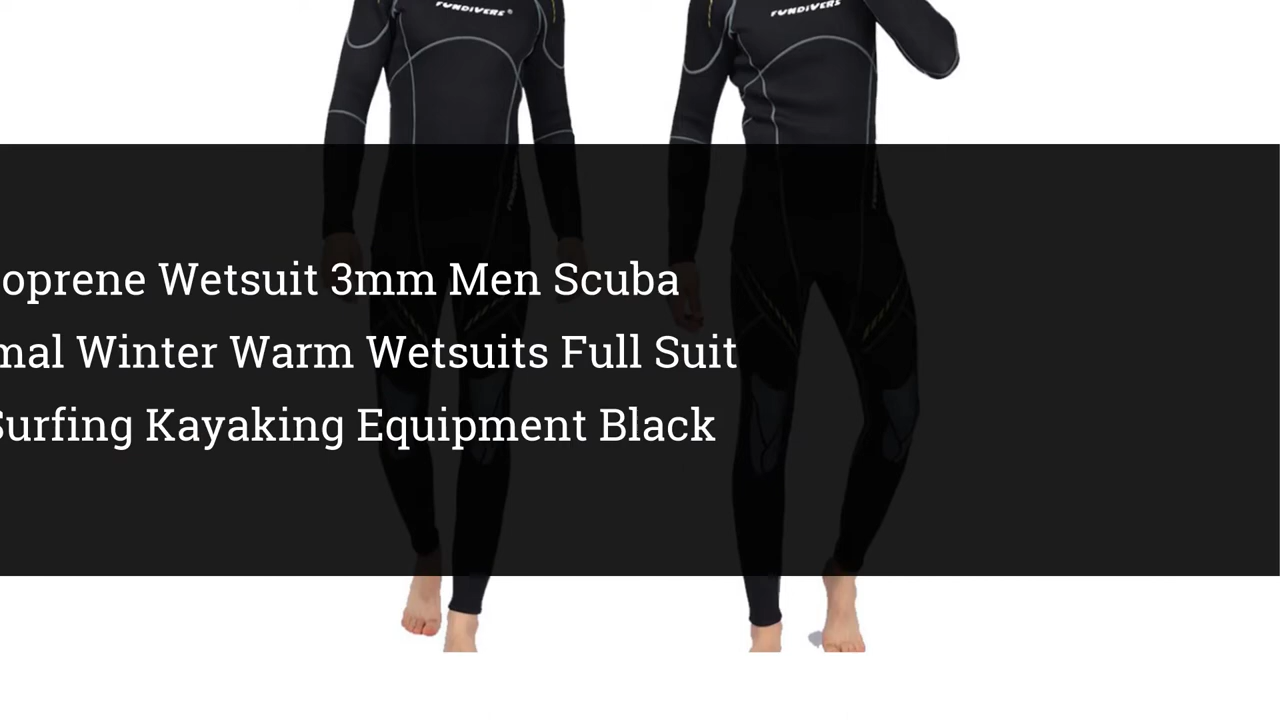 FUNDIVERS®
FUNDIVERS
oprene Wetsuit 3mm Men Scuba
mal Winter Warm Wetsuits Full Suit
Surfing Kayaking Equipment Black